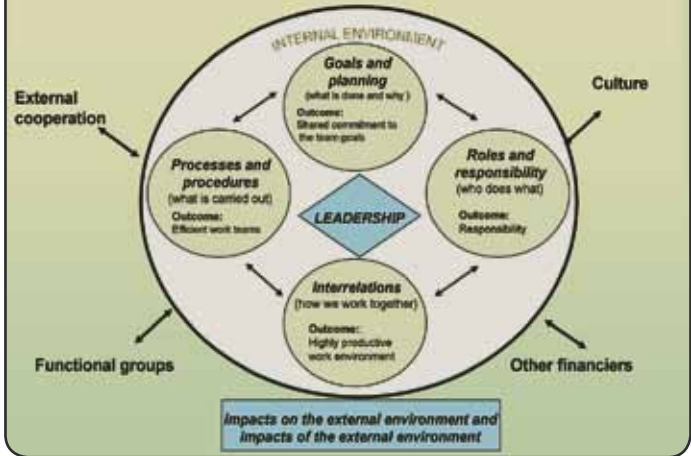 INTERNAL ENVIRONMENT
Goals and
planning
(what is done and why )
Outcome:
Shared commitment to
the team goals
External
cooperation
Culture
Processes and
procedures
(what is carried out)
Outcome:
Efficient work teams
Roles and
responsibility
(who does what)
Outcome:
Responsibility
LEADERSHIP
Interrelations
(how we work together)
Outcome:
Highly productive
work environment
Functional groups
Other financiers
Impacts on the external environment and
impacts of the external environment